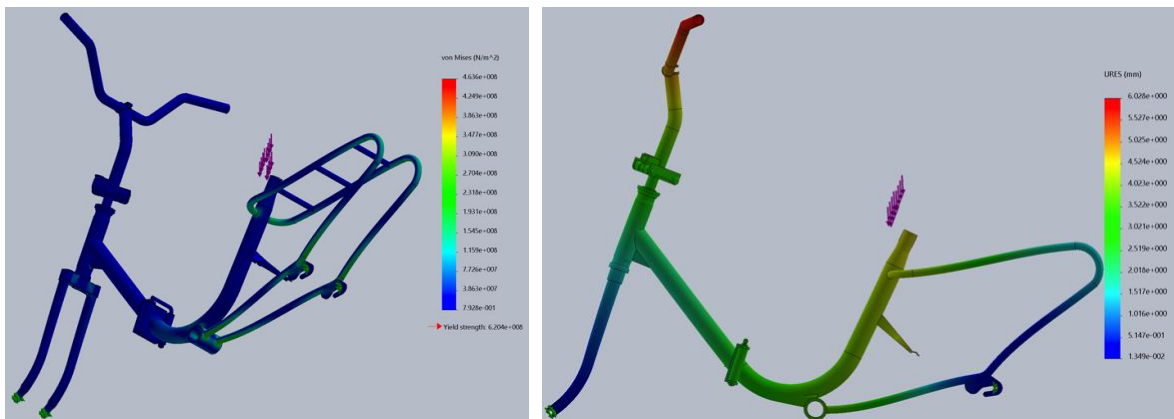 von Mises (N/m^2)
4.636e+008
4.249e+008
3.863e+008
3.477e+008
3.090e+008
2.704e+008
2.318e+008
1.931e+008
1.545e+008
1.159e+008
7.726e+007
3.863e+007
7.928e-001
Yield strength: 6.204e+008
URES (mm)
6.028e+000
5.527e+000
5.025e+000
4.524e+000
4.023e+000
3.522e+000
3.021e+000
2.519e+000
2.018e+000
1.517e+000
1.016e+000
5.147e-001
1.349e-002